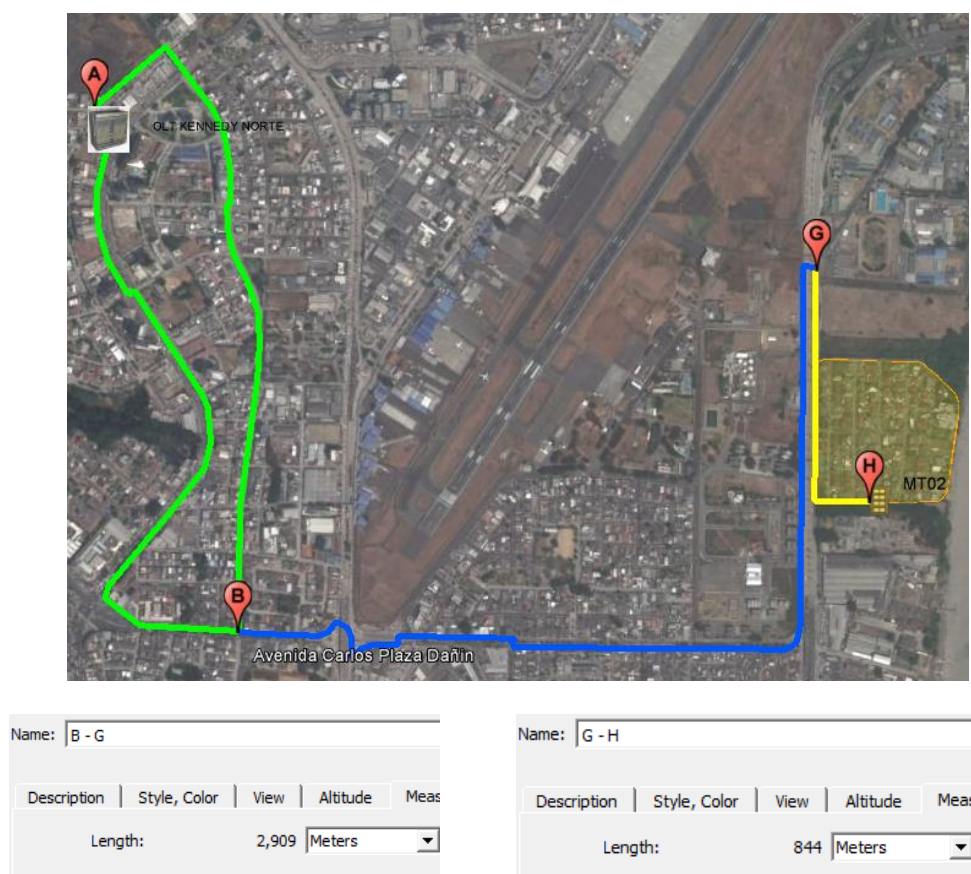 A
OLT KENNEDY NORTE
G
H
MT02
B
Avenida Carlos Plaza Dañin
Name: B - G
Description Style, Color View Altitude Meas
Length: 2,909 Meters
Name: G - H
Description Style, Color View Altitude Meas
Length: 844 Meters